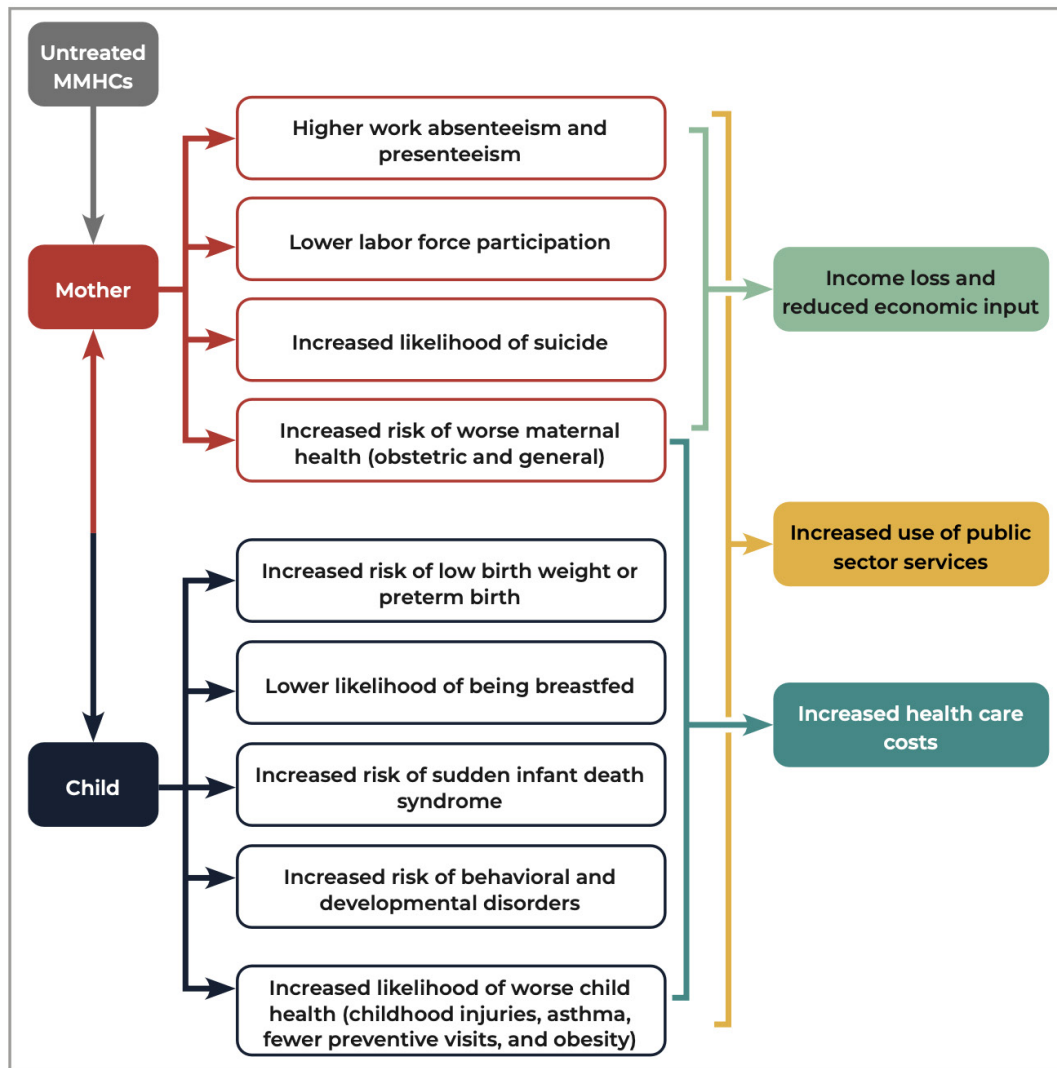 Untreated
MMHCs
Mother
Higher work absenteeism and
presenteeism
Lower labor force participation
Increased likelihood of suicide
Increased risk of worse maternal
health (obstetric and general)
Child
Increased risk of low birth weight or
preterm birth
Lower likelihood of being breastfed
Increased risk of sudden infant death
syndrome
Increased risk of behavioral and
developmental disorders
Increased likelihood of worse child
health (childhood injuries, asthma,
fewer preventive visits, and obesity)
Income loss and
reduced economic input
Increased use of public
sector services
Increased health care
costs